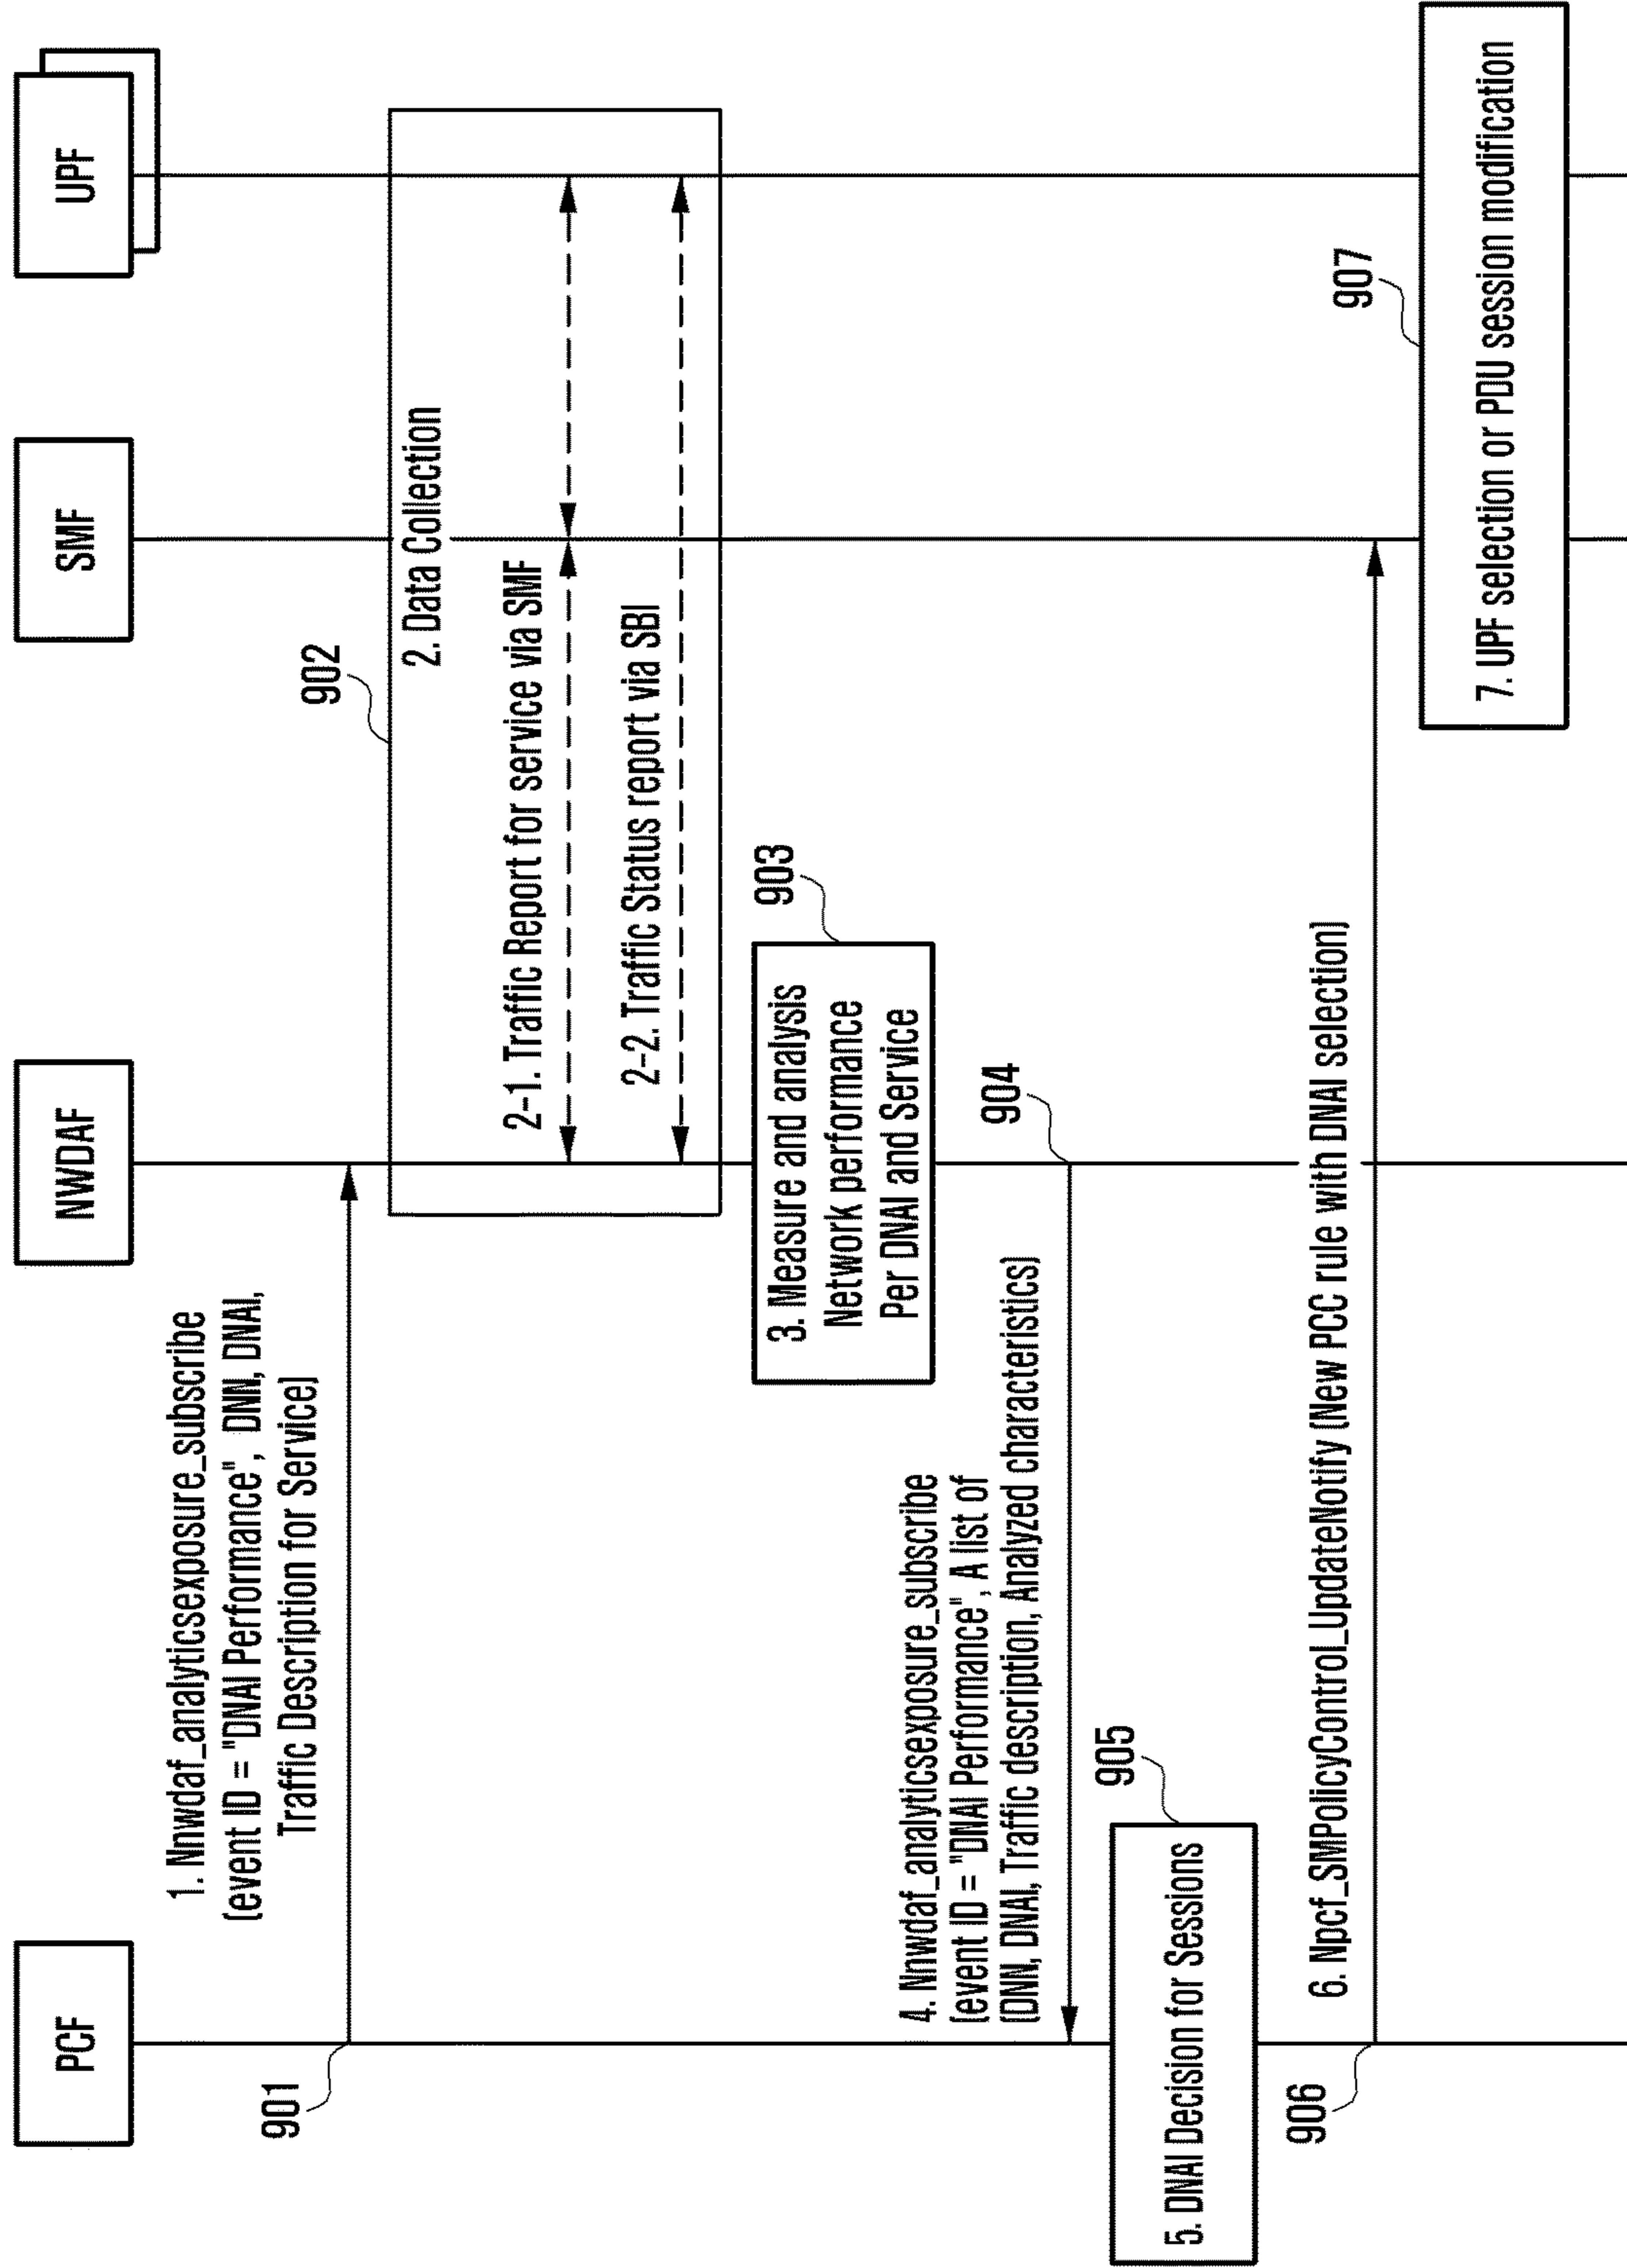 PCF
NWDAF
SMF
UPF
901
1. Nnwdaf_analyticsexposure_subscribe
(event ID = "DNAI Performance", DNN, DNAI,
Traffic Description for Service)
902
2. Data Collection
2-1. Traffic Report for service via SMF
2-2. Traffic Status report via SBI
903
3. Measure and analysis
Network performance
Per DNAI and Service
904
4. Nnwdaf_analyticsexposure_subscribe
(event ID = "DNAI Performance", A list of
(DNN, DNAI, Traffic description, Analyzed characteristics)
905
5. DNAI Decision for Sessions
906
6. Npcf_SMPolicyControl_UpdateNotify (New PCC rule with DNAI selection)
907
7. UPF selection or PDU session modification